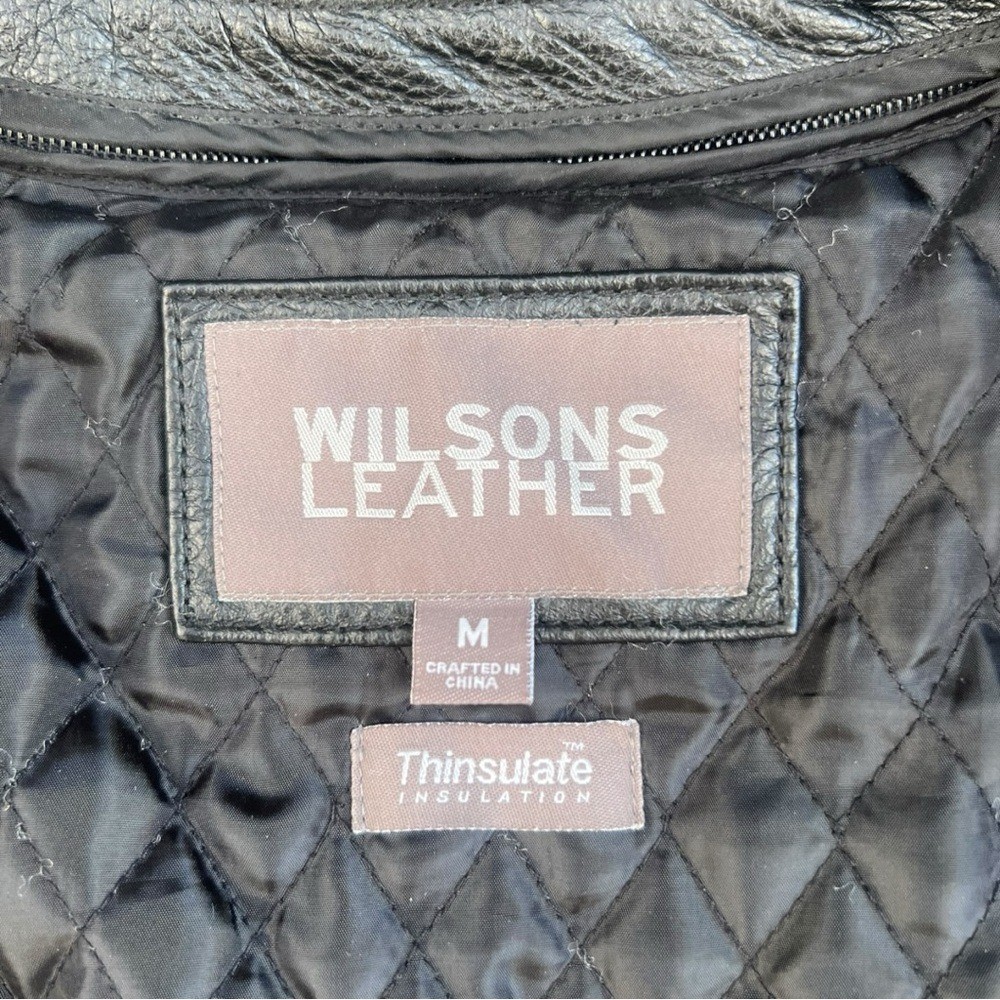 WILSONS
LEATHER
M
CRAFTED IN
CHINA
Thinsulate™
INSULATION